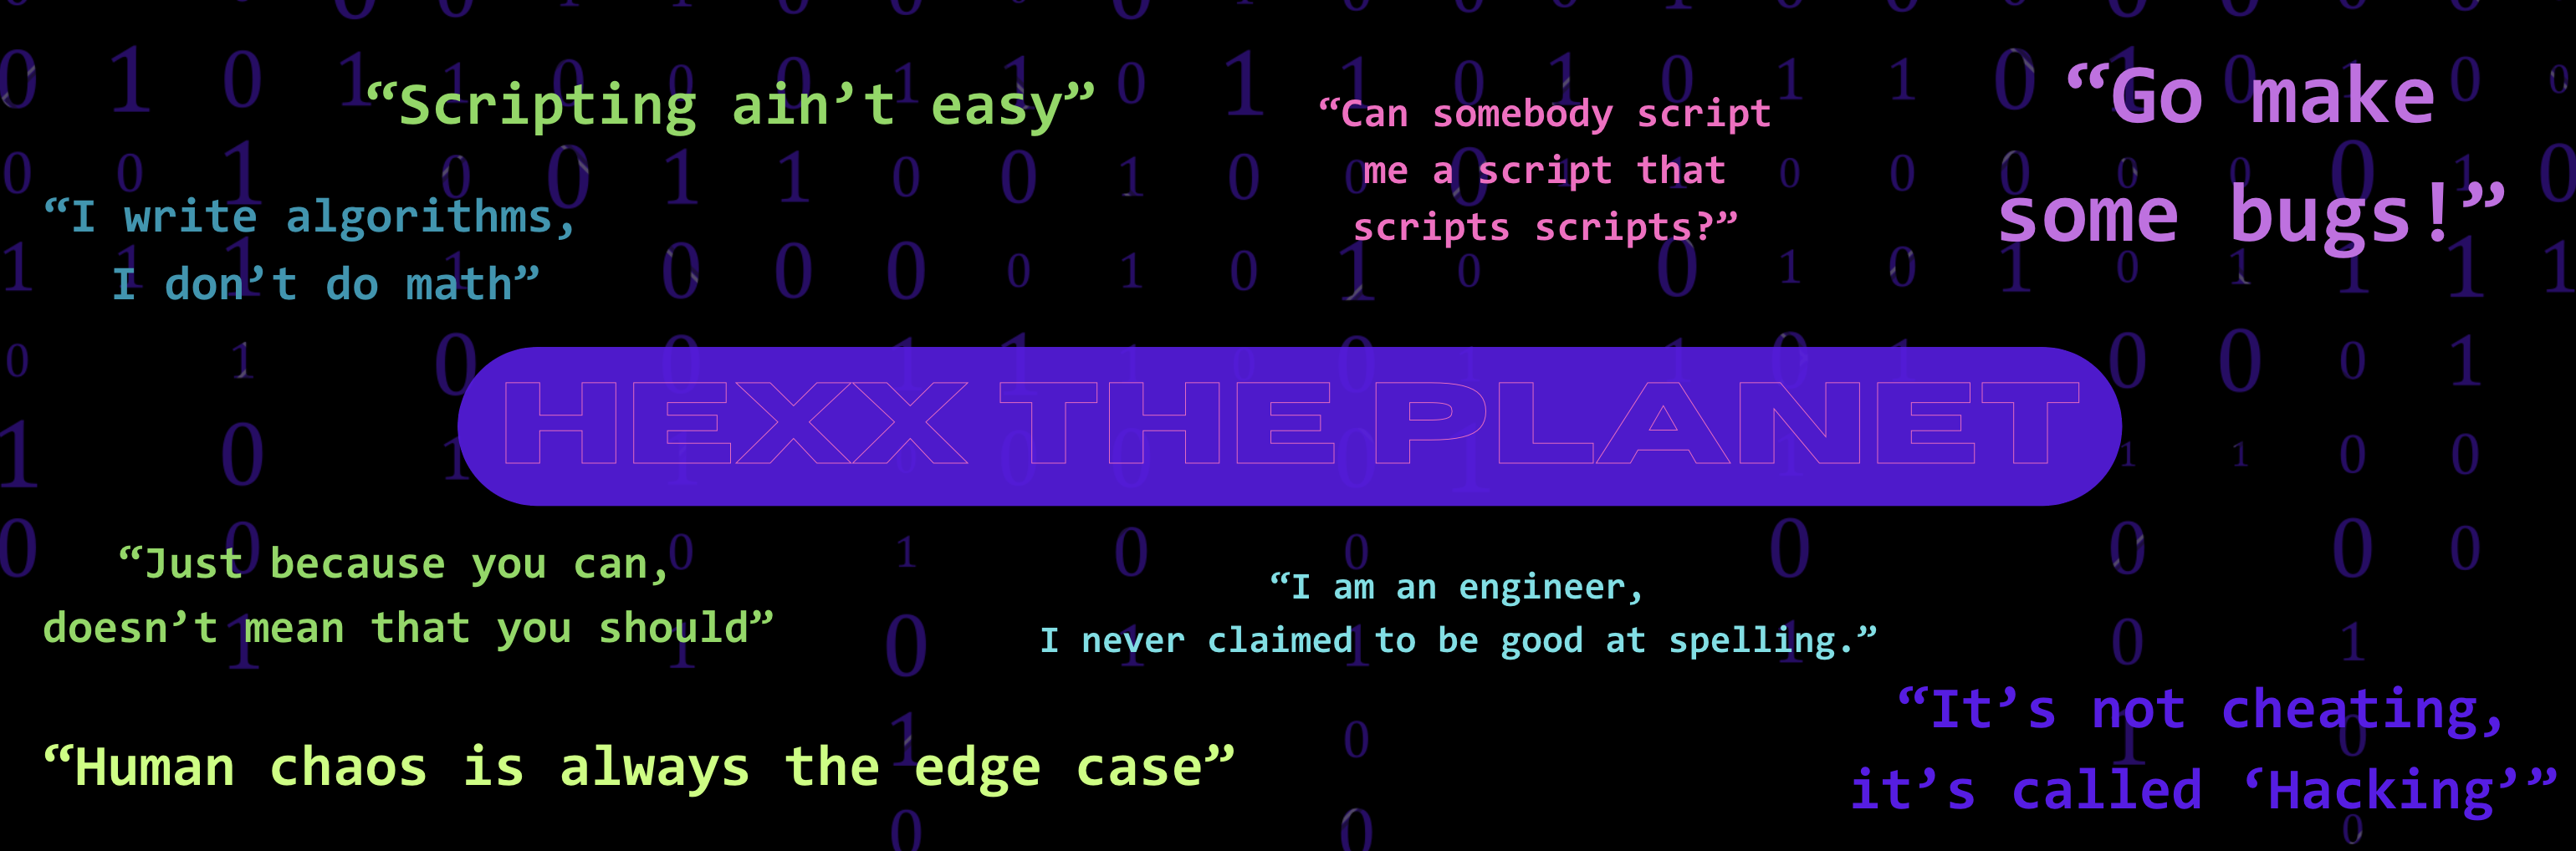 “Scripting ain’t easy”
“Can somebody script
me a script that
scripts scripts?”
“Go make
some bugs!”
“I write algorithms,
I don’t do math”
HEXX THE PLANET
“Just because you can,
doesn’t mean that you should”
“I am an engineer,
I never claimed to be good at spelling.”
“Human chaos is always the edge case”
“It’s not cheating,
it’s called ‘Hacking’”